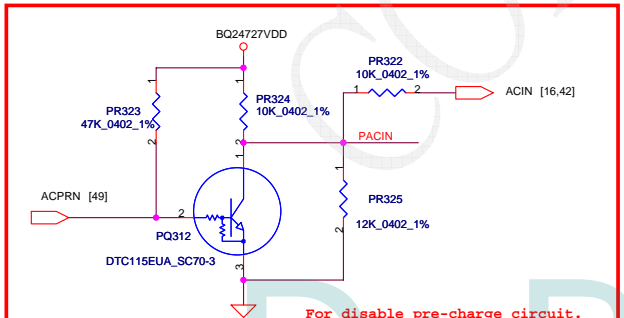 BQ24727VDD
PR322
10K_0402_1%
1
2
ACIN [16,42]
1
PR323
47K_0402_1%
2
1
PR324
10K_0402_1%
2
PACIN
1
PR325
12K_0402_1%
2
ACPRN [49]
2
1
3
PQ312
DTC115EUA_SC70-3
For disable pre-charge circuit.